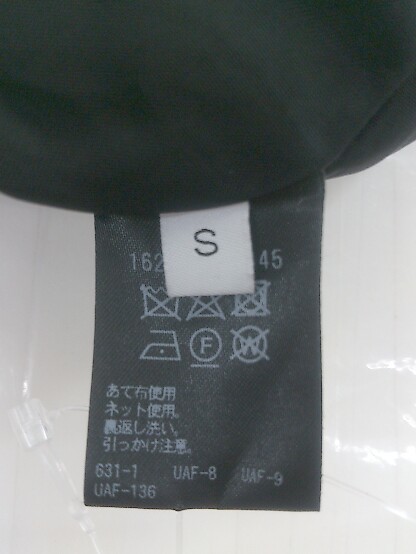 S
162 45
F W
あて布使用
ネット使用。
裏返し洗い。
引っかけ注意。
631-1 UAF-8 UAF-9
UAF-136